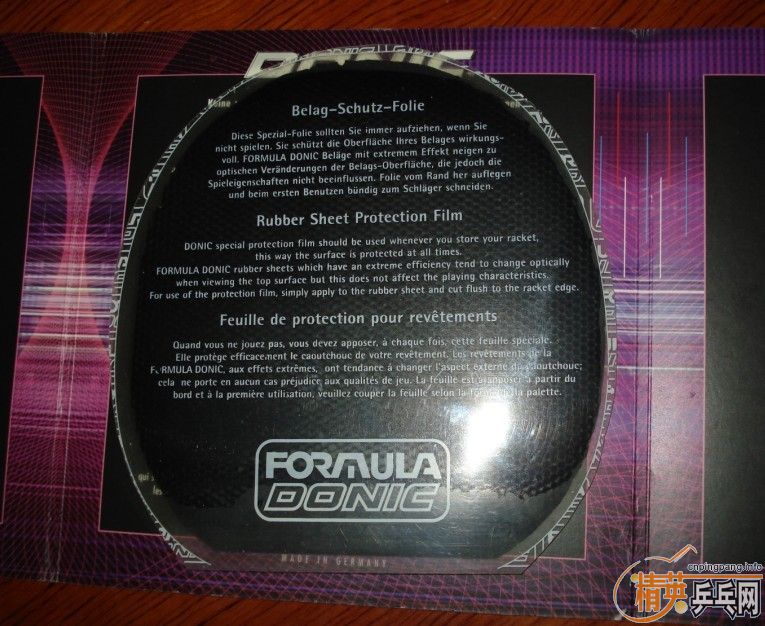 DONIC
Keine
Belag-Schutz-Folie
Diese Spezial-Folie sollten Sie immer aufziehen, wenn Sie
nicht spielen. Sie schützt die Oberfläche Ihres Belages wirkungs-
voll. FORMULA DONIC Beläge mit extremem Effekt neigen zu
optischen Veränderungen der Belags-Oberfläche, die jedoch die
Spieleigenschaften nicht beeinflussen. Folie vom Rand her auflegen
und beim ersten Benutzen bündig zum Schläger schneiden.
Rubber Sheet Protection Film
DONIC special protection film should be used whenever you store your racket,
this way the surface is protected at all times.
FORMULA DONIC rubber sheets which have an extreme efficiency tend to change optically
when viewing the top surface but this does not affect the playing characteristics.
For use of the protection film, simply apply to the rubber sheet and cut flush to the racket edge.
Feuille de protection pour revêtements
Quand vous ne jouez pas, vous devez apposer, à chaque fois, cette feuille spéciale.
Elle protège efficacement le caoutchouc de votre revêtement. Les revêtements de la
FORMULA DONIC, aux effets extrêmes, ont tendance à changer l'aspect externe du caoutchouc;
cela ne porte en aucun cas préjudice aux qualités de jeu. La feuille est à apposer à partir du
bord et à la première utilisation, veuillez couper la feuille selon la forme de la palette.
FORMULA
DONIC
MADE IN GERMANY
cnpingpang.info
精英乒乓网